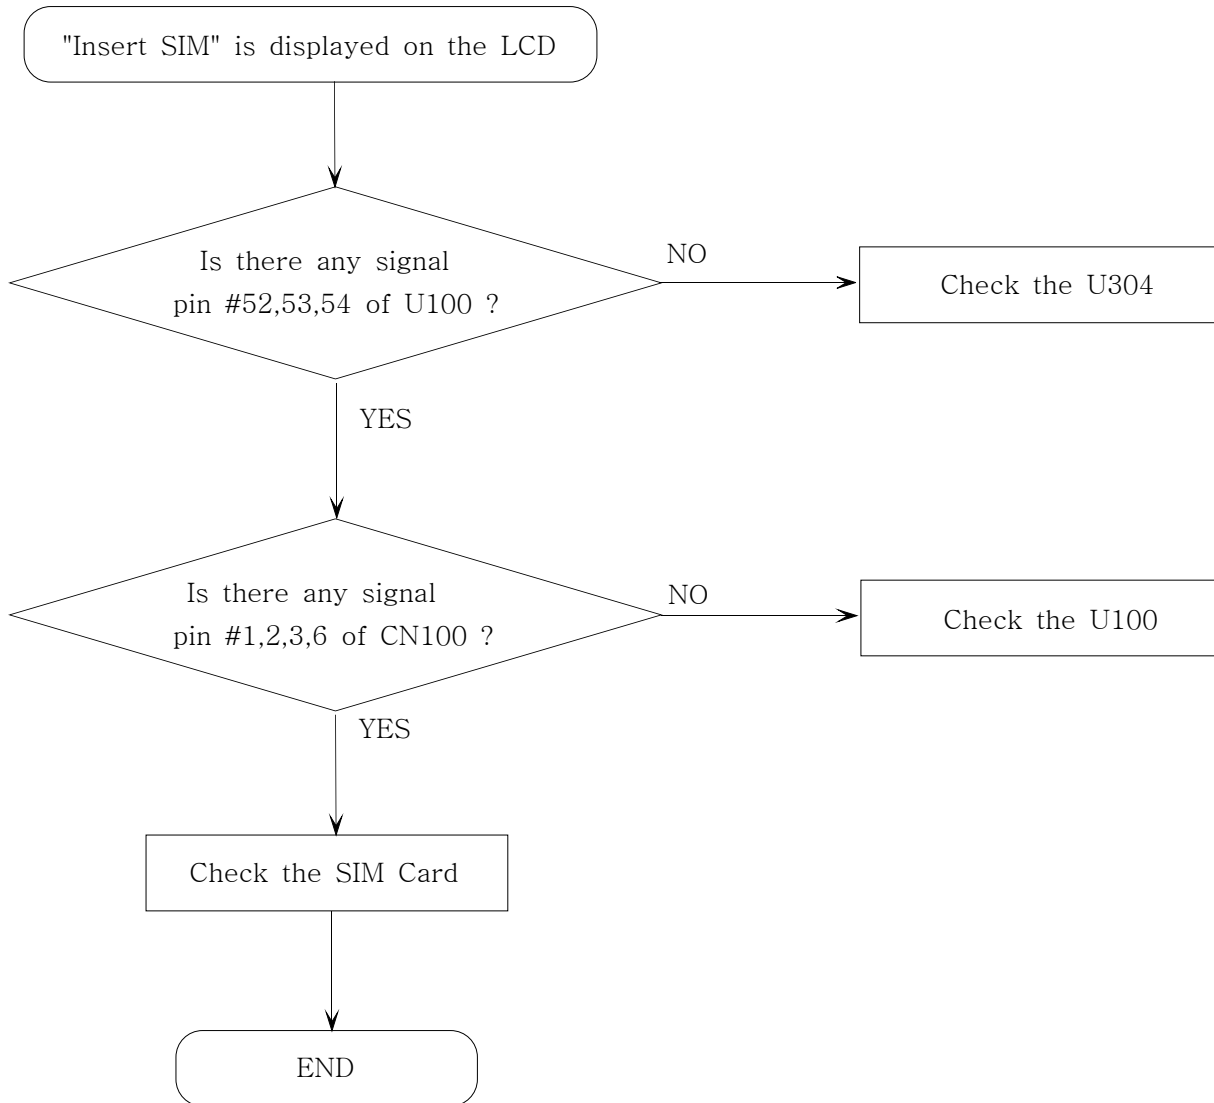 "Insert SIM" is displayed on the LCD
Is there any signal
pin #52,53,54 of U100 ?
NO
Check the U304
YES
Is there any signal
pin #1,2,3,6 of CN100 ?
NO
Check the U100
YES
Check the SIM Card
END